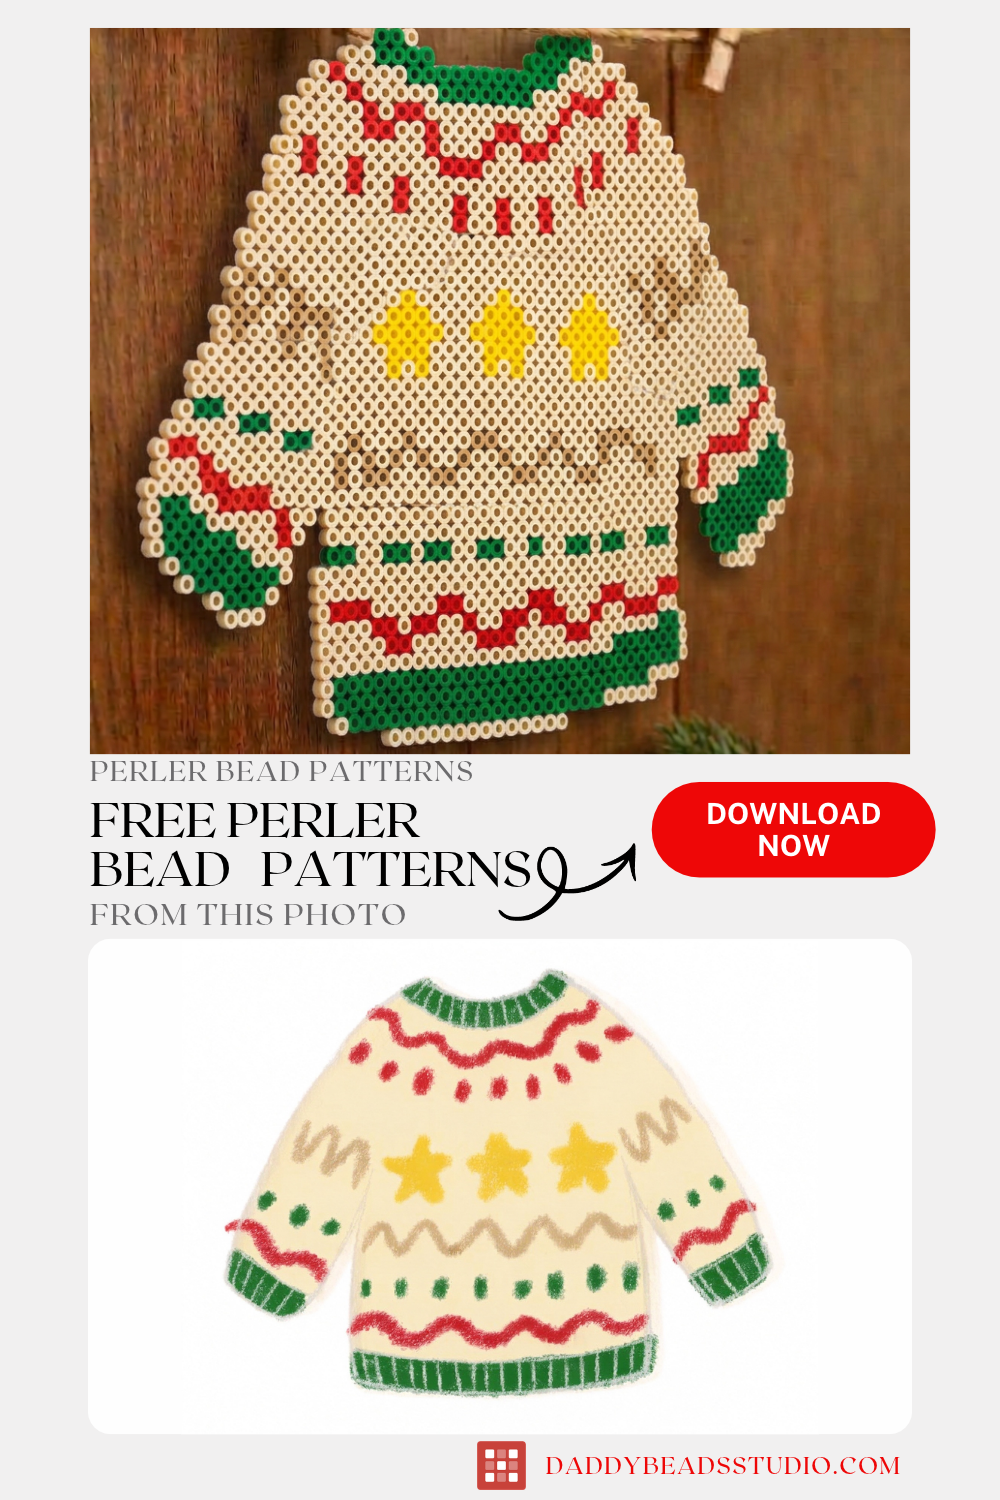 PERLER BEAD PATTERNS
FREE PERLER
BEAD PATTERNS
FROM THIS PHOTO
DOWNLOAD
NOW
DADDYBEADSSTUDIO.COM